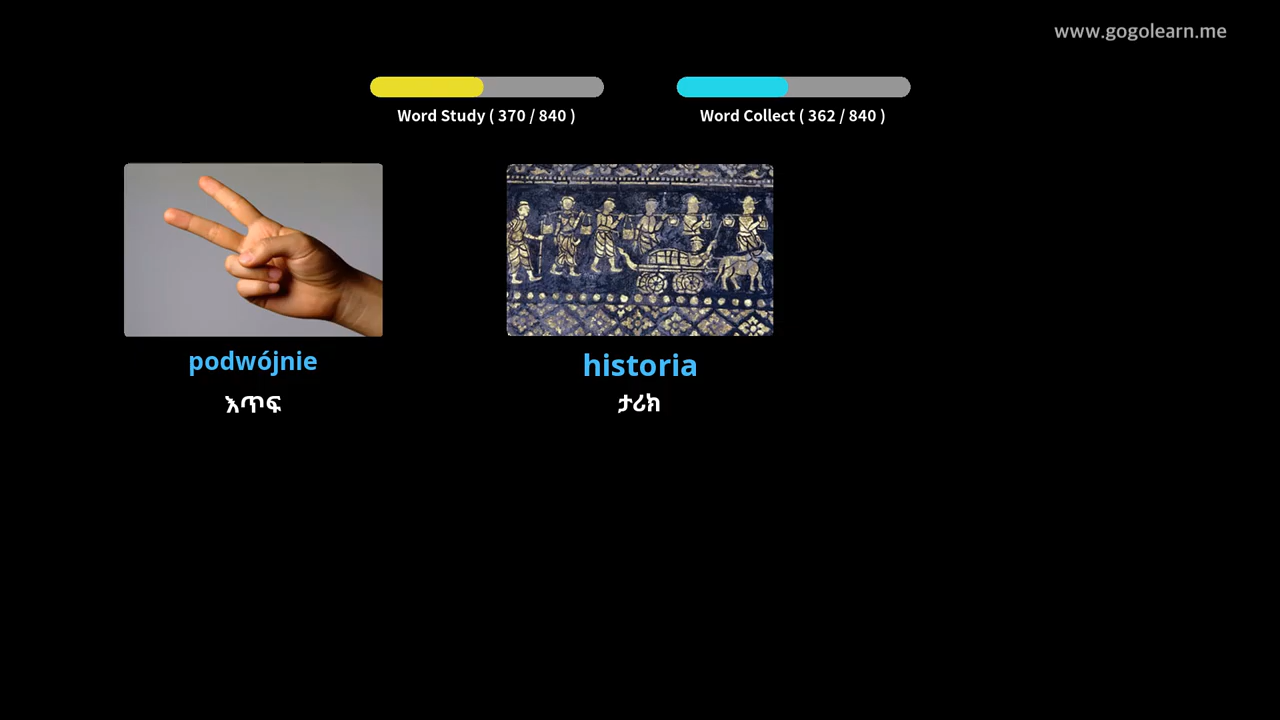 www.gogolearn.me
Word Study ( 370 / 840 )
Word Collect ( 362 / 840 )
podwójnie
historia
እጥፍ
ታሪክ